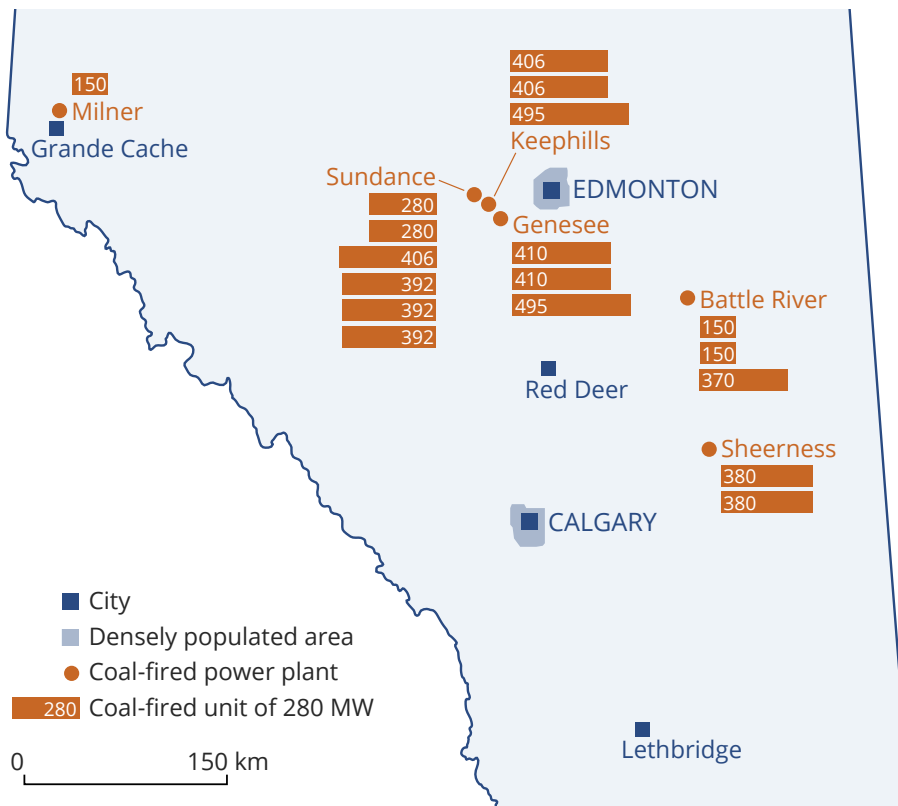 150
Milner
Grande Cache
406
406
495
Keephills
Sundance
280
280
406
392
392
392
EDMONTON
Genesee
410
410
495
Battle River
150
150
370
Red Deer
Sheerness
380
380
CALGARY
City
Densely populated area
Coal-fired power plant
280 Coal-fired unit of 280 MW
0 150 km
Lethbridge